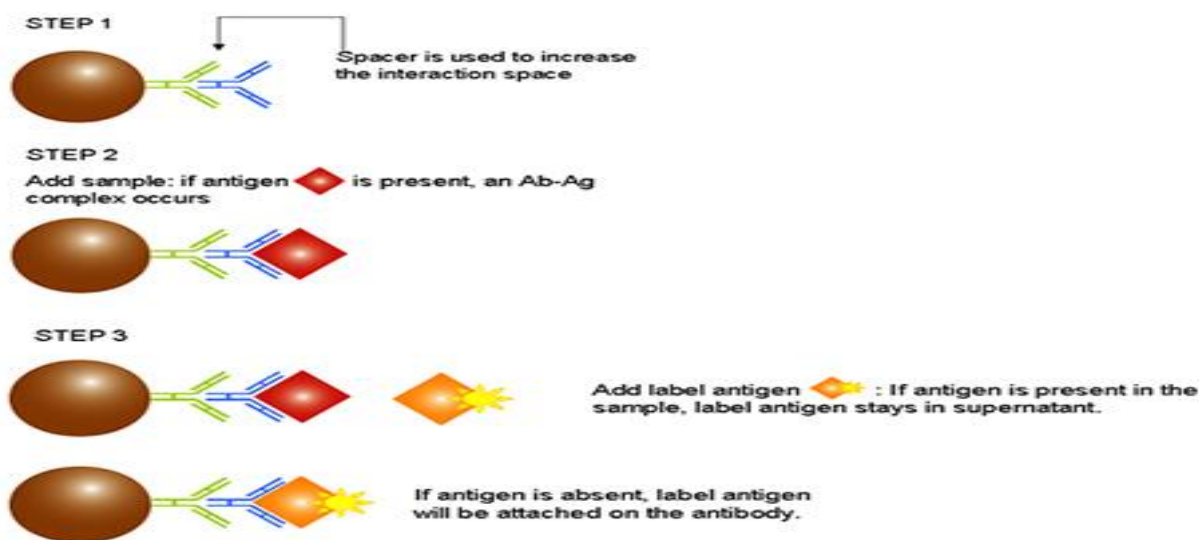 STEP 1
Spacer is used to increase
the interaction space
STEP 2
Add sample: if antigen is present, an Ab-Ag
complex occurs
STEP 3
Add label antigen : If antigen is present in the
sample, label antigen stays in supernatant.
If antigen is absent, label antigen
will be attached on the antibody.